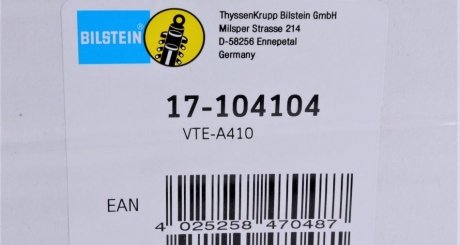 BILSTEIN
ThyssenKrupp Bilstein GmbH
Milsper Strasse 214
D-58256 Ennepetal
Germany
17-104104
VTE-A410
EAN
4 025258 470487